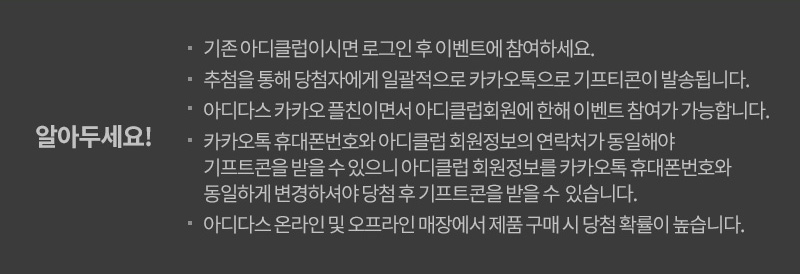 알아두세요!
기존 아디클럽이시면 로그인 후 이벤트에 참여하세요.
추첨을 통해 당첨자에게 일괄적으로 카카오톡으로 기프티콘이 발송됩니다.
아디다스 카카오 플친이면서 아디클럽회원에 한해 이벤트 참여가 가능합니다.
카카오톡 휴대폰번호와 아디클럽 회원정보의 연락처가 동일해야
기프트콘을 받을 수 있으니 아디클럽 회원정보를 카카오톡 휴대폰번호와
동일하게 변경하셔야 당첨 후 기프트콘을 받을 수 있습니다.
아디다스 온라인 및 오프라인 매장에서 제품 구매 시 당첨 확률이 높습니다.